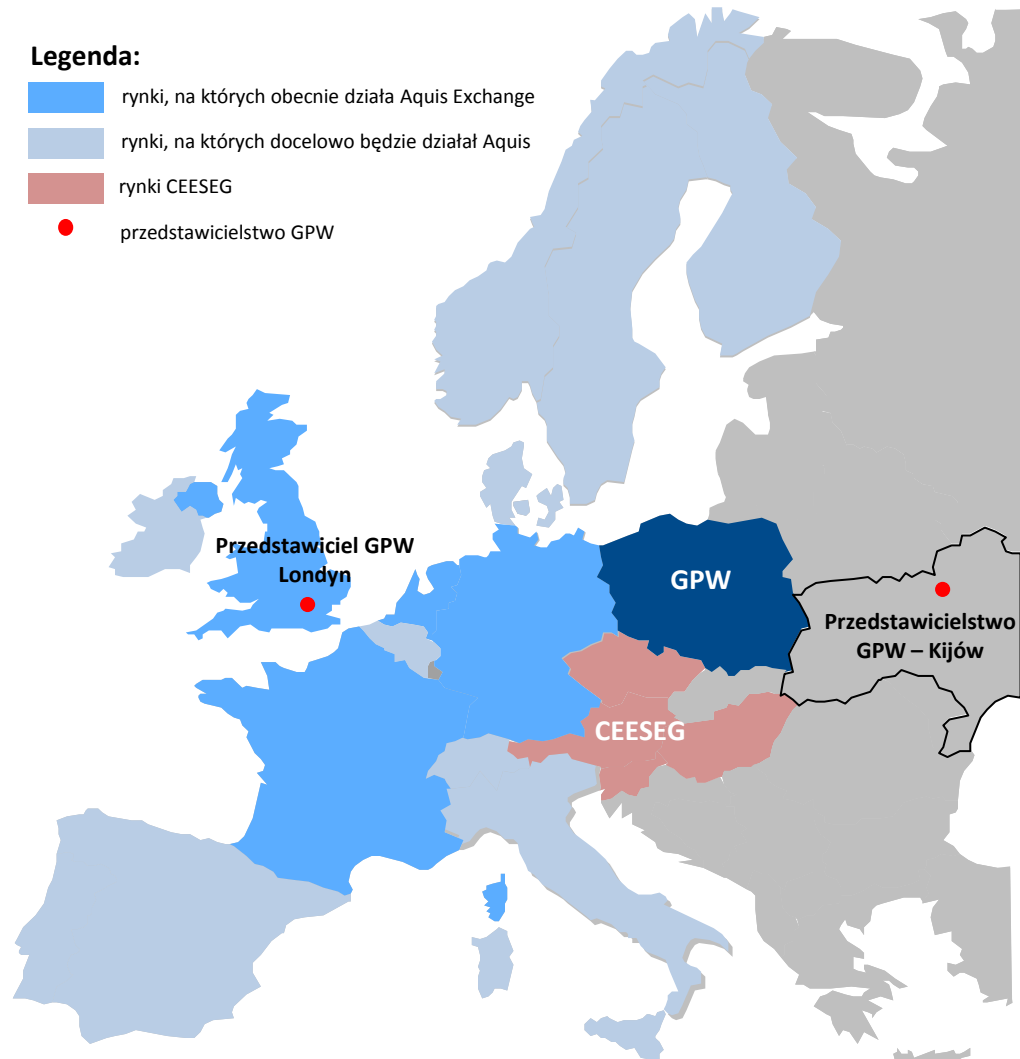 Legenda:
rynki, na których obecnie działa Aquis Exchange
rynki, na których docelowo będzie działał Aquis
rynki CEESEG
przedstawicielstwo GPW
Przedstawiciel GPW
Londyn
GPW
Przedstawicielstwo
GPW – Kijów
CEESEG